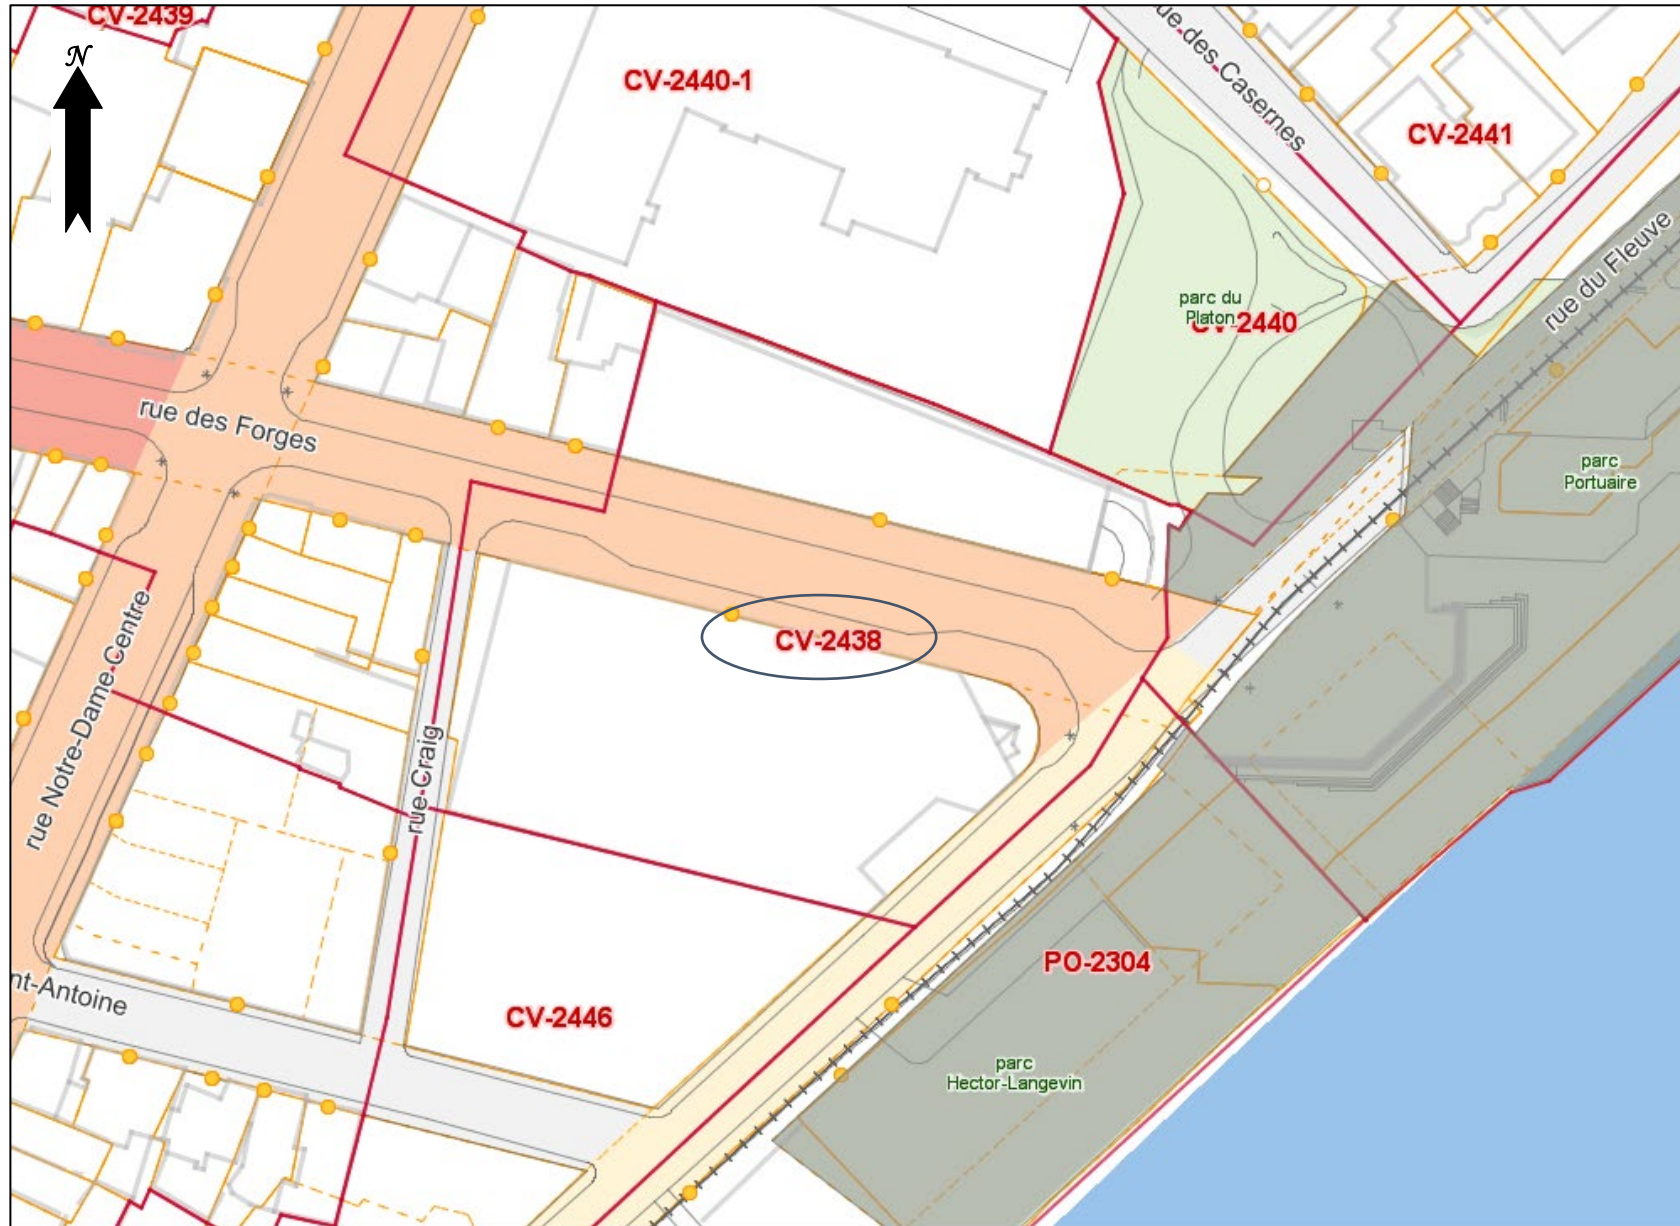 CV-2439
N
CV-2440-1
rue des Casernes
CV-2441
rue du Fleuve
parc du
Platon
CV-2440
rue des Forges
parc
Portuaire
CV-2438
rue Notre-Dame Centre
rue Craig
PO-2304
nt-Antoine
CV-2446
parc
Hector-Langevin